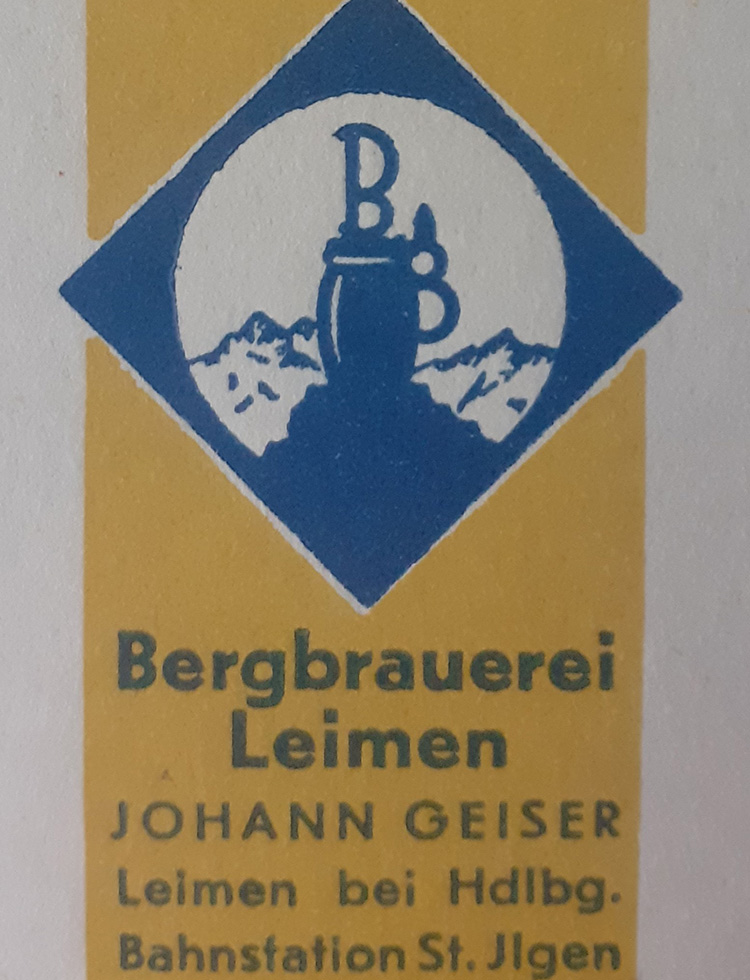 B
Bergbrauerei
Leimen
JOHANN GEISER
Leimen bei Hdlbg.
Bahnstation St. Jlgen